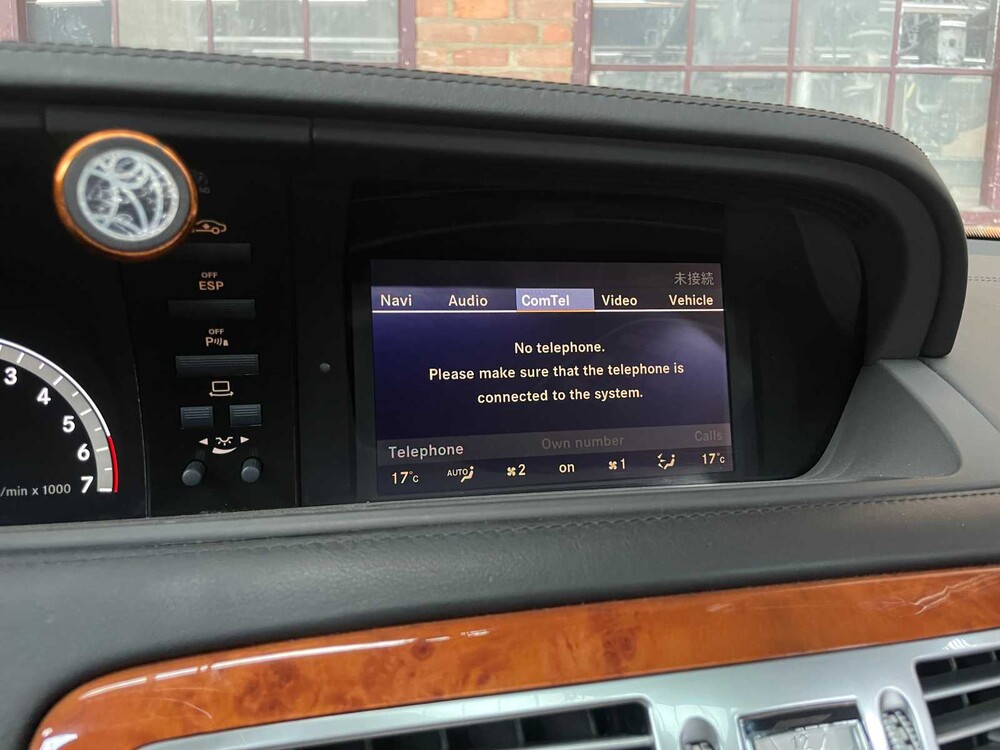 OFF
ESP
OFF
P
3
4
5
6
7
/min x 1000
未接続
Navi Audio ComTel Video Vehicle
No telephone.
Please make sure that the telephone is
connected to the system.
Telephone Own number Calls
17°C AUTO 2 on 1 17°C